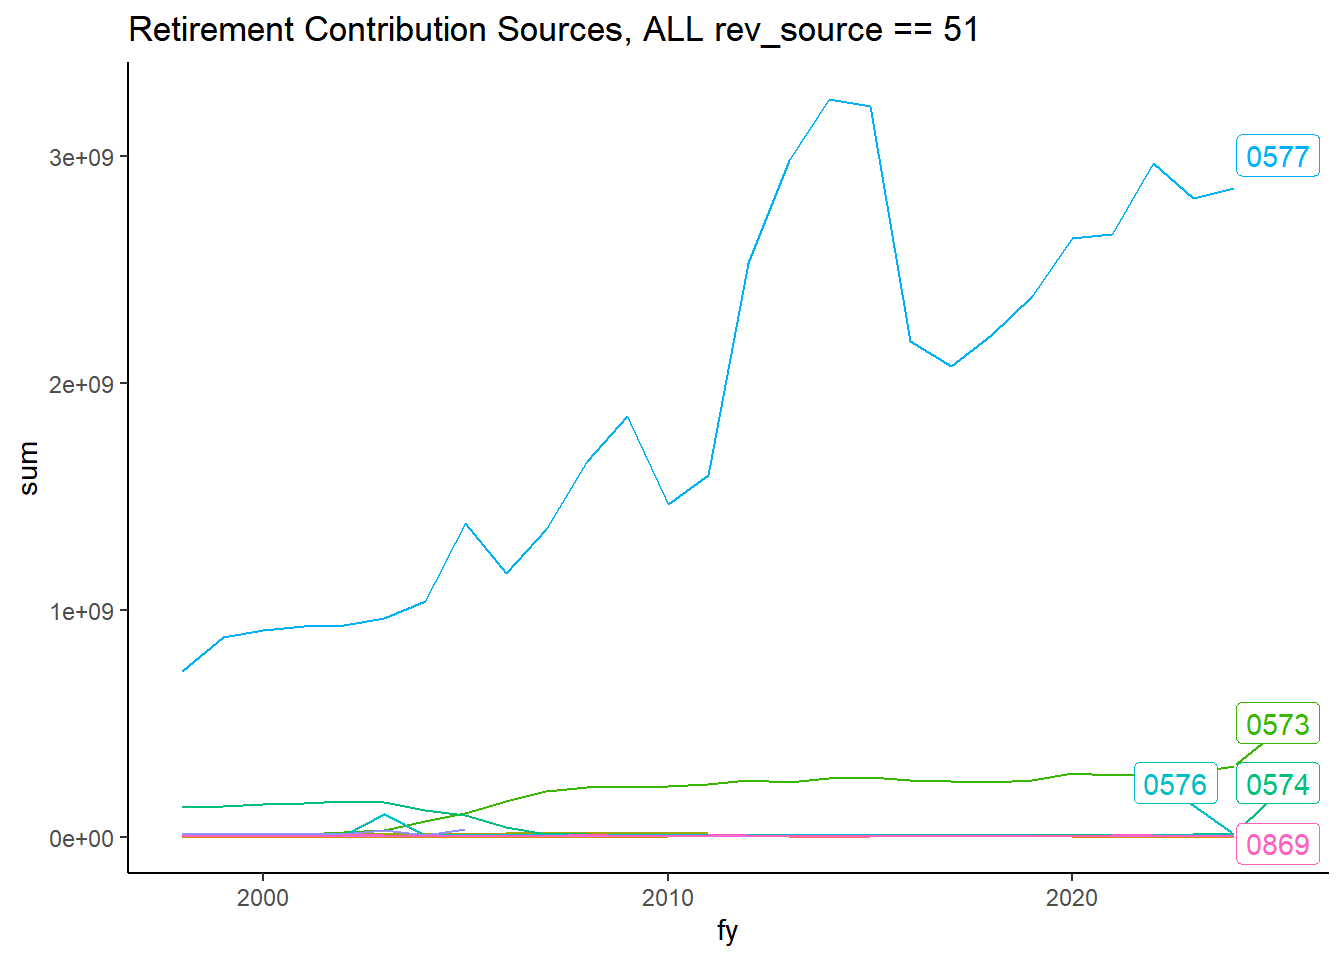 Retirement Contribution Sources, ALL rev_source == 51
3e+09
2e+09
1e+09
0e+00
sum
0577
0573
0576
0574
0869
2000
2010
2020
fy